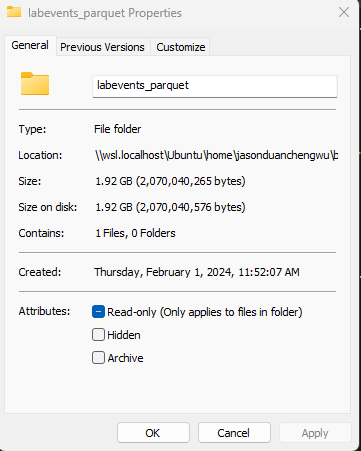 labevents_parquet Properties
General Previous Versions Customize
labevents_parquet
Type: File folder
Location: \\wsl.localhost\Ubuntu\home\jasonduanchengwu\b
Size: 1.92 GB (2,070,040,265 bytes)
Size on disk: 1.92 GB (2,070,040,576 bytes)
Contains: 1 Files, 0 Folders
Created: Thursday, February 1, 2024, 11:52:07 AM
Attributes: Read-only (Only applies to files in folder)
Hidden
Archive
OK Cancel Apply